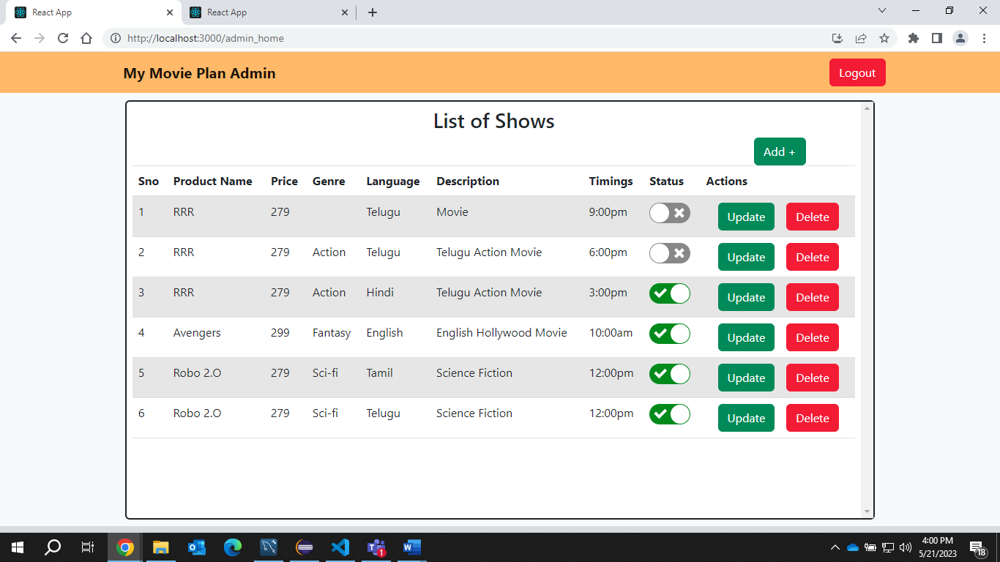 React App
React App
http://localhost:3000/admin_home
My Movie Plan Admin
Logout
List of Shows
Add +
Sno Product Name Price Genre Language Description Timings Status Actions
1 RRR 279 Telugu Movie 9:00pm Update Delete
2 RRR 279 Action Telugu Telugu Action Movie 6:00pm Update Delete
3 RRR 279 Action Hindi Telugu Action Movie 3:00pm Update Delete
4 Avengers 299 Fantasy English English Hollywood Movie 10:00am Update Delete
5 Robo 2.O 279 Sci-fi Tamil Science Fiction 12:00pm Update Delete
6 Robo 2.O 279 Sci-fi Telugu Science Fiction 12:00pm Update Delete
4:00 PM
5/21/2023
1
18